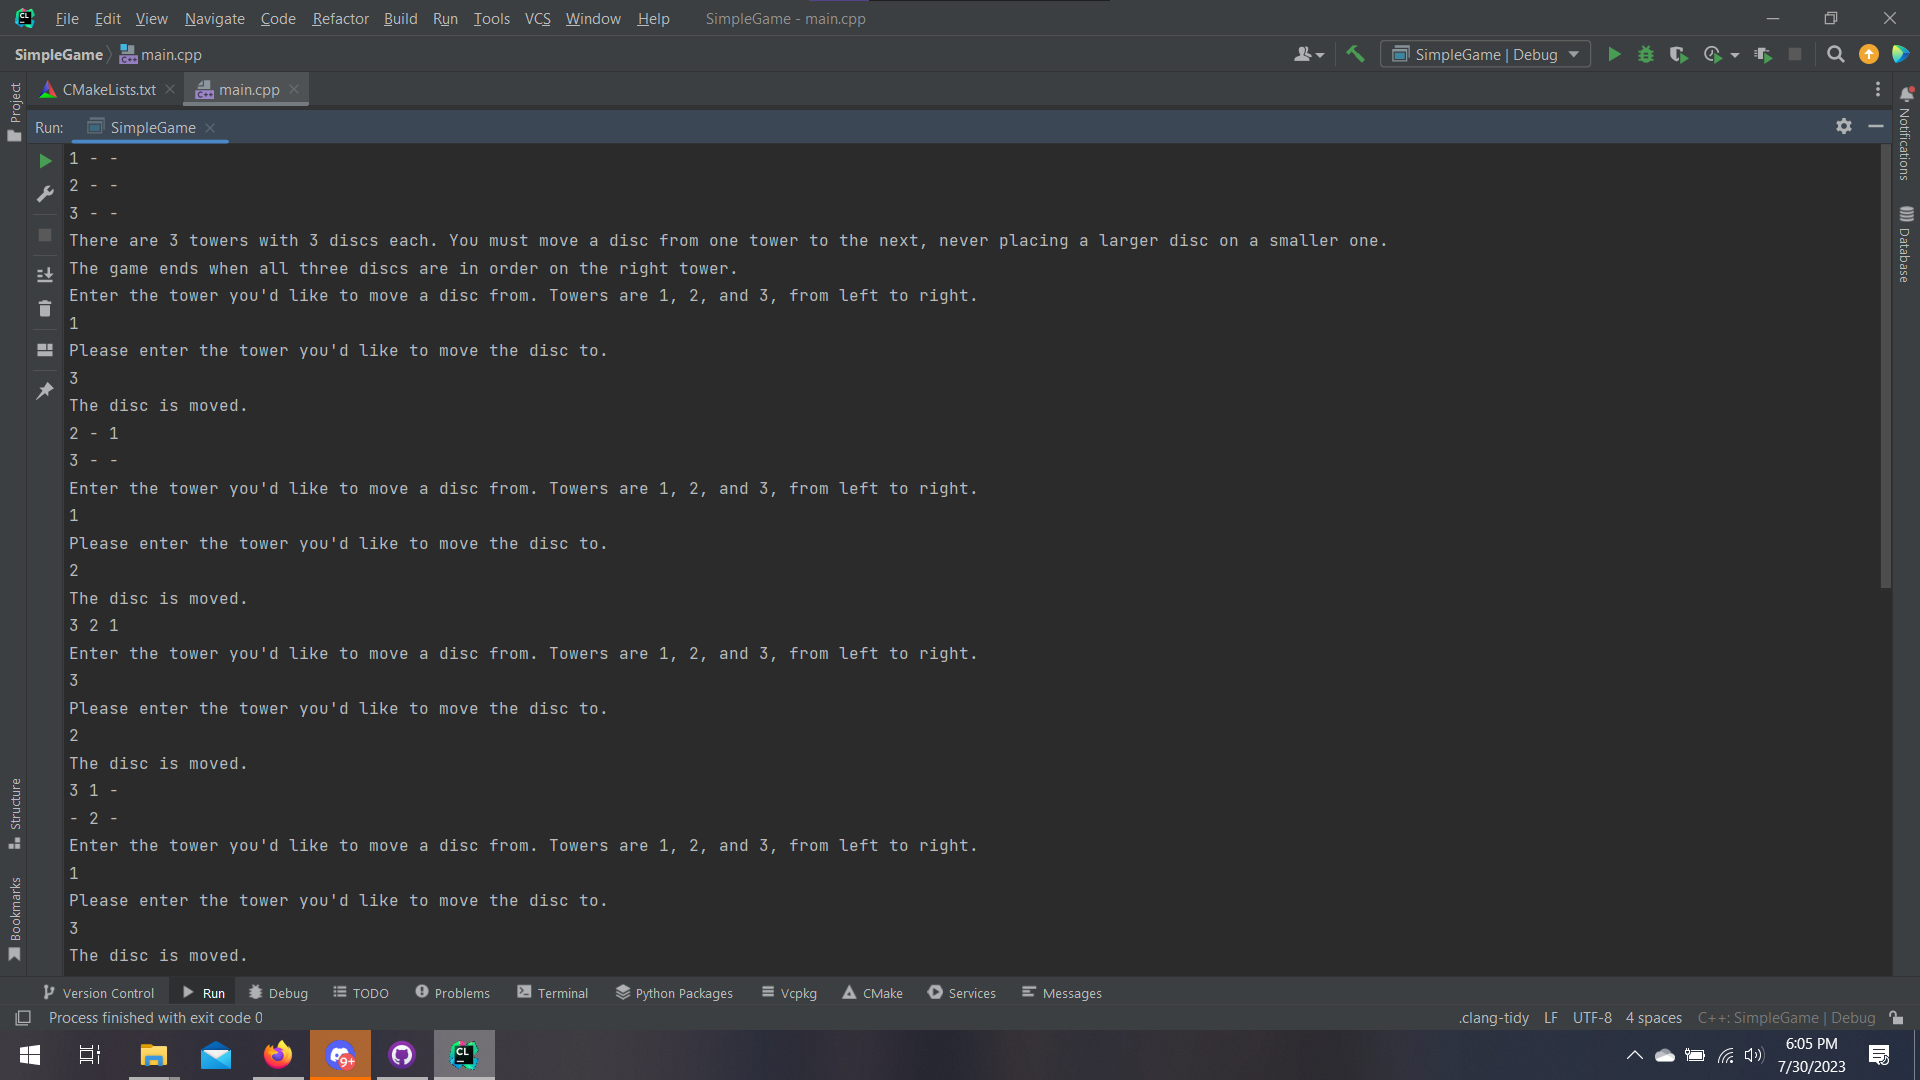 File Edit View Navigate Code Refactor Build Run Tools VCS Window Help SimpleGame - main.cpp
SimpleGame main.cpp SimpleGame | Debug
Project CMakeLists.txt main.cpp
Notifications
Database
Run: SimpleGame
1 - -
2 - -
3 - -
There are 3 towers with 3 discs each. You must move a disc from one tower to the next, never placing a larger disc on a smaller one.
The game ends when all three discs are in order on the right tower.
Enter the tower you'd like to move a disc from. Towers are 1, 2, and 3, from left to right.
1
Please enter the tower you'd like to move the disc to.
3
The disc is moved.
2 - 1
3 - -
Enter the tower you'd like to move a disc from. Towers are 1, 2, and 3, from left to right.
1
Please enter the tower you'd like to move the disc to.
2
The disc is moved.
3 2 1
Enter the tower you'd like to move a disc from. Towers are 1, 2, and 3, from left to right.
3
Please enter the tower you'd like to move the disc to.
2
The disc is moved.
3 1 -
- 2 -
Enter the tower you'd like to move a disc from. Towers are 1, 2, and 3, from left to right.
1
Please enter the tower you'd like to move the disc to.
3
The disc is moved.
Structure
Bookmarks
Version Control Run Debug TODO Problems Terminal Python Packages Vcpkg CMake Services Messages
Process finished with exit code 0 .clang-tidy LF UTF-8 4 spaces C++: SimpleGame | Debug
9+ CL 6:05 PM
7/30/2023